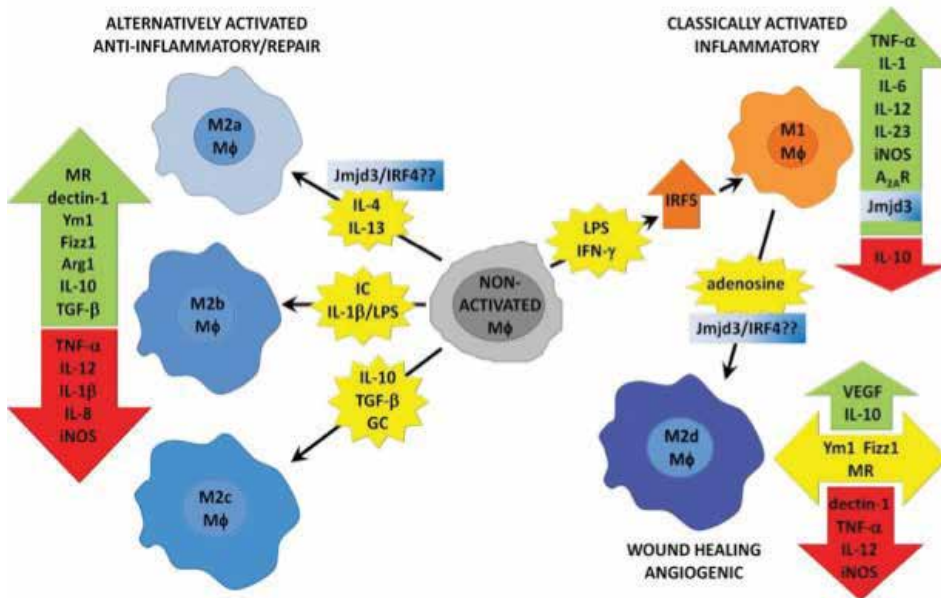 ALTERNATIVELY ACTIVATED
ANTI-INFLAMMATORY/REPAIR
CLASSICALLY ACTIVATED
INFLAMMATORY
M2a
Mϕ
MR
dectin-1
Ym1
Fizz1
Arg1
IL-10
TGF-β
TNF-α
IL-12
IL-1β
IL-8
iNOS
Jmjd3/IRF4??
IL-4
IL-13
M2b
Mϕ
IC
IL-1β/LPS
NON-
ACTIVATED
Mϕ
IL-10
TGF-β
GC
M2c
Mϕ
LPS
IFN-γ
IRF5
M1
Mϕ
TNF-α
IL-1
IL-6
IL-12
IL-23
iNOS
A2AR
Jmjd3
IL-10
adenosine
Jmjd3/IRF4??
M2d
Mϕ
WOUND HEALING
ANGIOGENIC
VEGF
IL-10
Ym1 Fizz1
MR
dectin-1
TNF-α
IL-12
iNOS